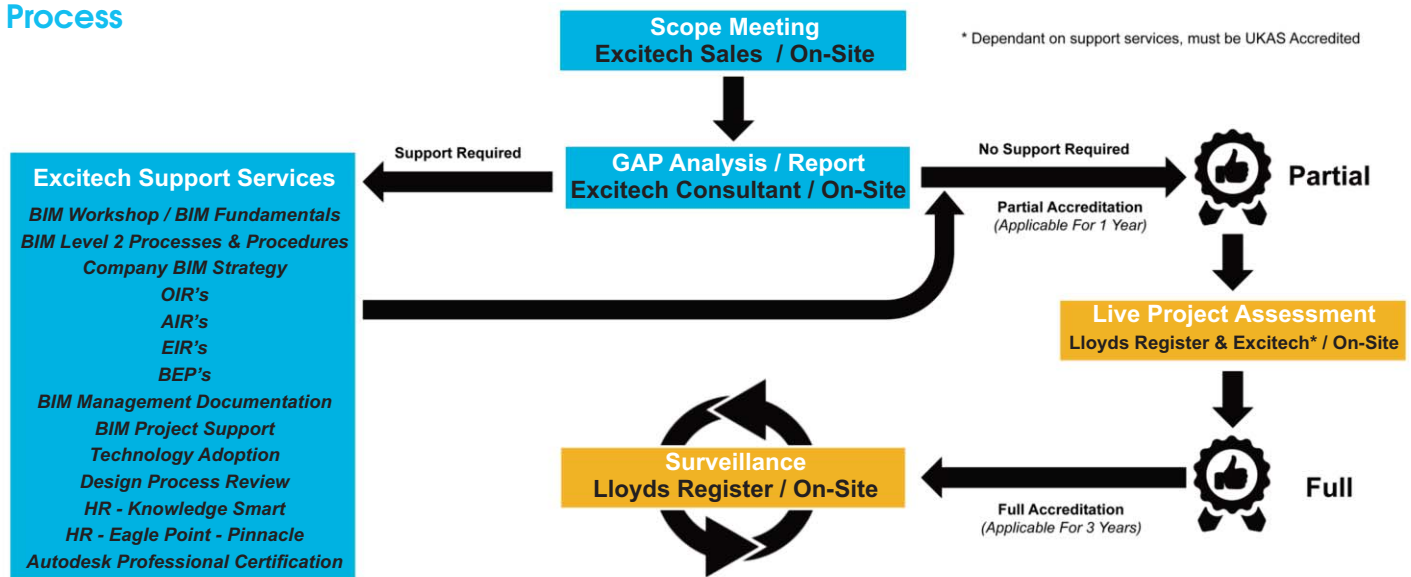 Process
Scope Meeting
Excitech Sales / On-Site
* Dependant on support services, must be UKAS Accredited
Support Required
GAP Analysis / Report
Excitech Consultant / On-Site
No Support Required
Partial Accreditation
(Applicable For 1 Year)
Partial
Excitech Support Services
BIM Workshop / BIM Fundamentals
BIM Level 2 Processes & Procedures
Company BIM Strategy
OIR's
AIR's
EIR's
BEP's
BIM Management Documentation
BIM Project Support
Technology Adoption
Design Process Review
HR - Knowledge Smart
HR - Eagle Point - Pinnacle
Autodesk Professional Certification
Live Project Assessment
Lloyds Register & Excitech* / On-Site
Surveillance
Lloyds Register / On-Site
Full Accreditation
(Applicable For 3 Years)
Full